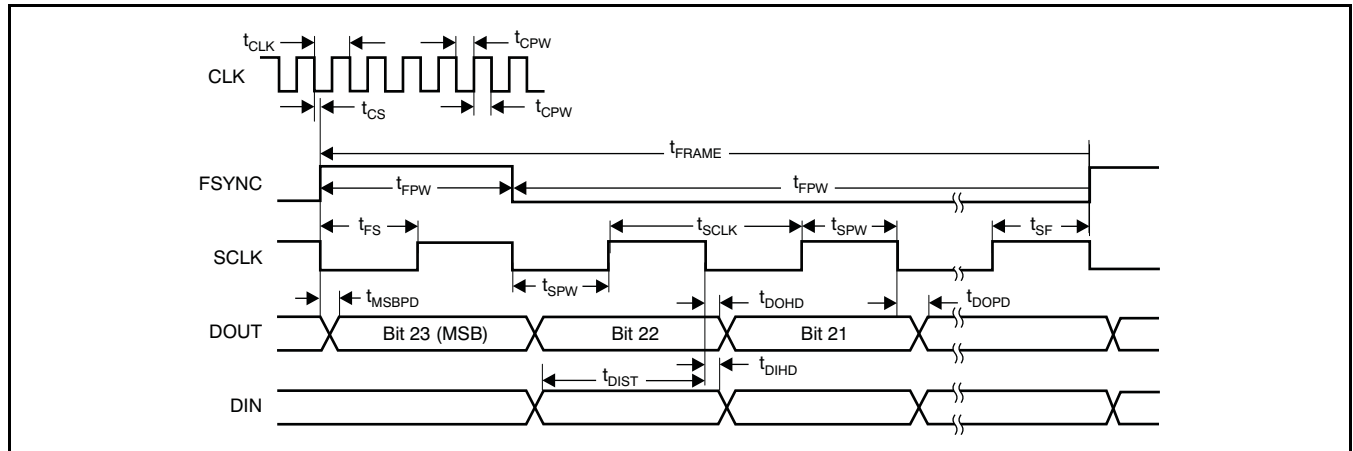 tCLK
tCPW
CLK
tCS
tCPW
tFRAME
FSYNC
tFPW
tFPW
tFS
tSCLK
tSPW
tSF
SCLK
tSPW
tMSBPD
tDOHD
tDOPD
DOUT
Bit 23 (MSB)
Bit 22
Bit 21
tDIST
tDIHD
DIN